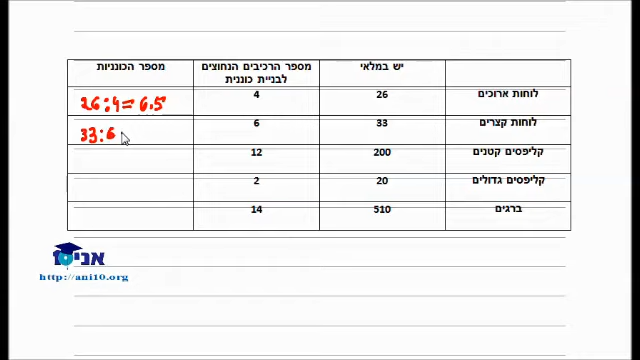 יש במלאי מספר הרכיבים הנחוצים לבניית כוננית מספר הכונניות
לוחות ארוכים 26 4 26:4=6.5
לוחות קצרים 33 6 33:6
קליפסים קטנים 200 12
קליפסים גדולים 20 2
ברגים 510 14
אני10
http://ani10.org